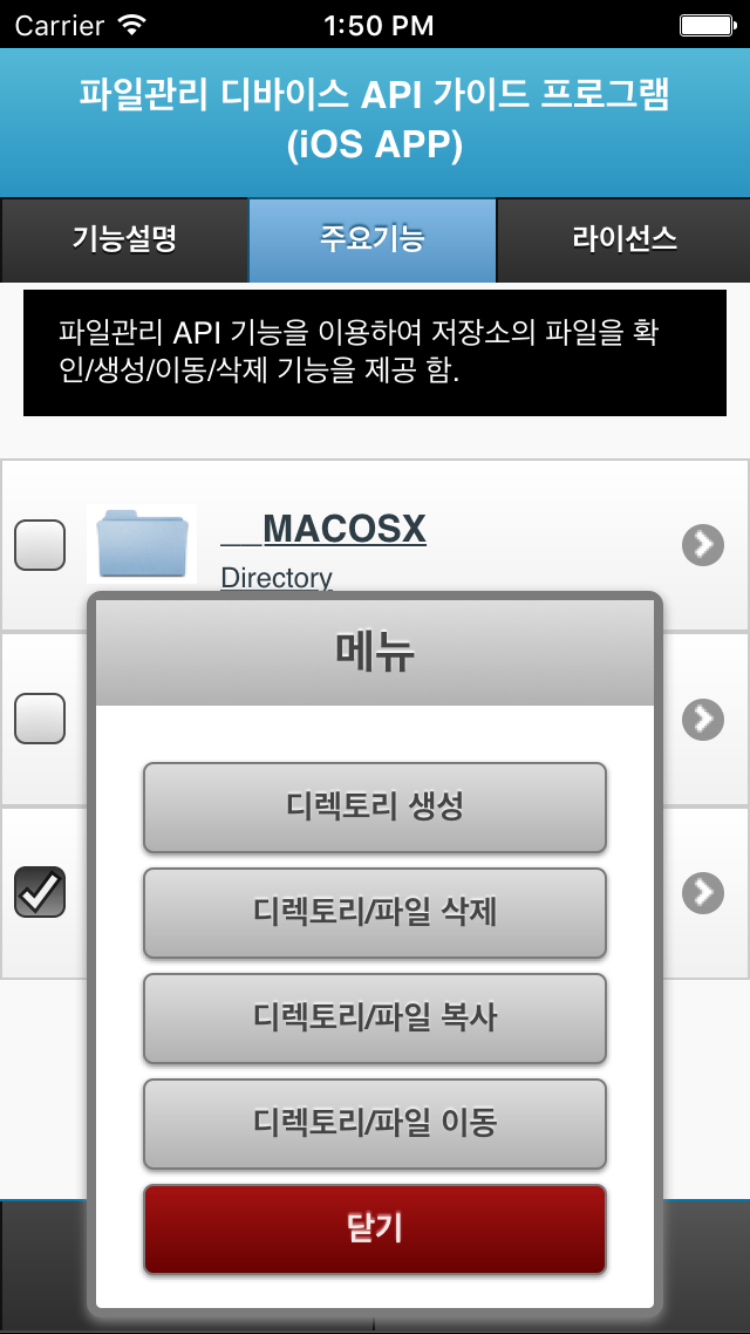 Carrier 1:50 PM
파일관리 디바이스 API 가이드 프로그램
(iOS APP)
기능설명 주요기능 라이선스
파일관리 API 기능을 이용하여 저장소의 파일을 확
인/생성/이동/삭제 기능을 제공 함.
__MACOSX
Directory
메뉴
디렉토리 생성
디렉토리/파일 삭제
디렉토리/파일 복사
디렉토리/파일 이동
닫기